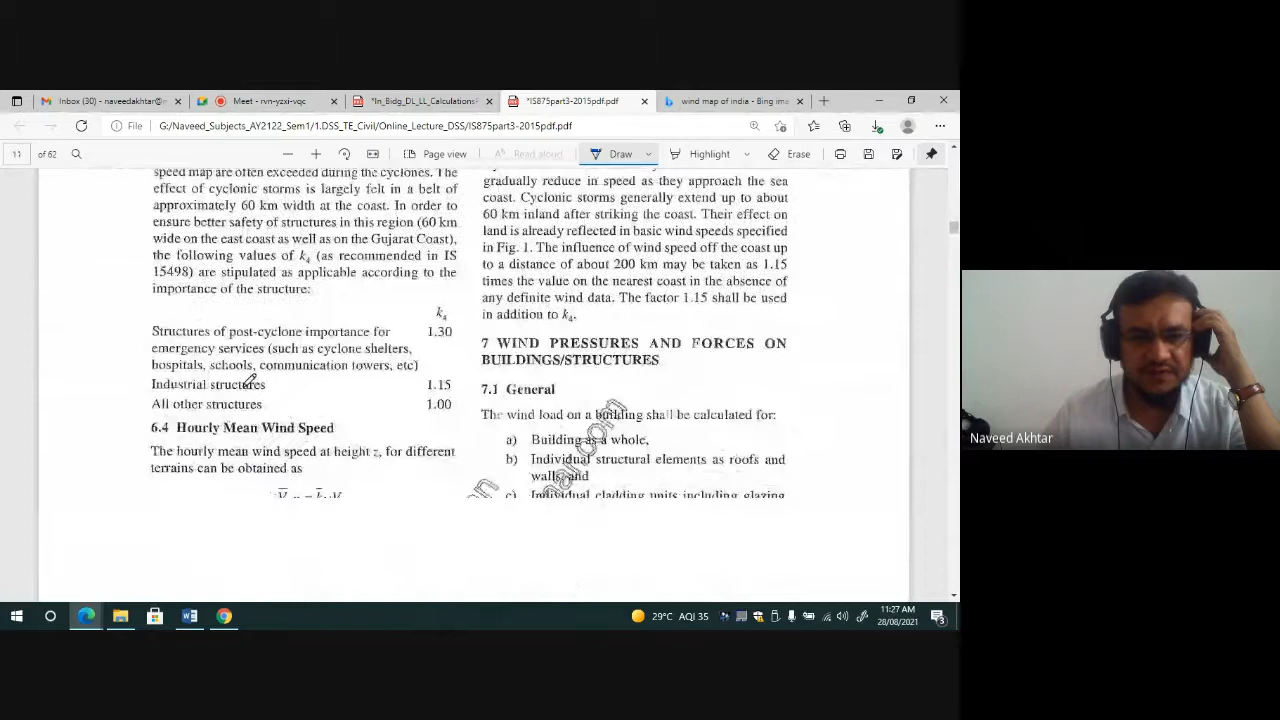 Inbox (30) - naveedakhtar@
Meet - rvn-yzxi-vqc
*In_Bidg_DL_LL_Calculations
*IS875part3-2015pdf.pdf
wind map of india - Bing ima
File
G:/Naveed_Subjects_AY2122_Sem1/1.DSS_TE_Civil/Online_Lecture_DSS/IS875part3-2015pdf.pdf
11 of 62
Page view
Read aloud
Draw
Highlight
Erase
speed map are often exceeded during the cyclones. The
effect of cyclonic storms is largely felt in a belt of
approximately 60 km width at the coast. In order to
ensure better safety of structures in this region (60 km
wide on the east coast as well as on the Gujarat Coast),
the following values of k4 (as recommended in IS
15498) are stipulated as applicable according to the
importance of the structure:
k4
Structures of post-cyclone importance for 1.30
emergency services (such as cyclone shelters,
hospitals, schools, communication towers, etc)
Industrial structures 1.15
All other structures 1.00
6.4 Hourly Mean Wind Speed
The hourly mean wind speed at height z, for different
terrains can be obtained as
gradually reduce in speed as they approach the sea
coast. Cyclonic storms generally extend up to about
60 km inland after striking the coast. Their effect on
land is already reflected in basic wind speeds specified
in Fig. 1. The influence of wind speed off the coast up
to a distance of about 200 km may be taken as 1.15
times the value on the nearest coast in the absence of
any definite wind data. The factor 1.15 shall be used
in addition to k4.
7 WIND PRESSURES AND FORCES ON
BUILDINGS/STRUCTURES
7.1 General
The wind load on a building shall be calculated for:
a) Building as a whole,
b) Individual structural elements as roofs and
walls, and
c) Individual cladding units including glazing
Naveed Akhtar
29°C AQI 35
11:27 AM
28/08/2021
3